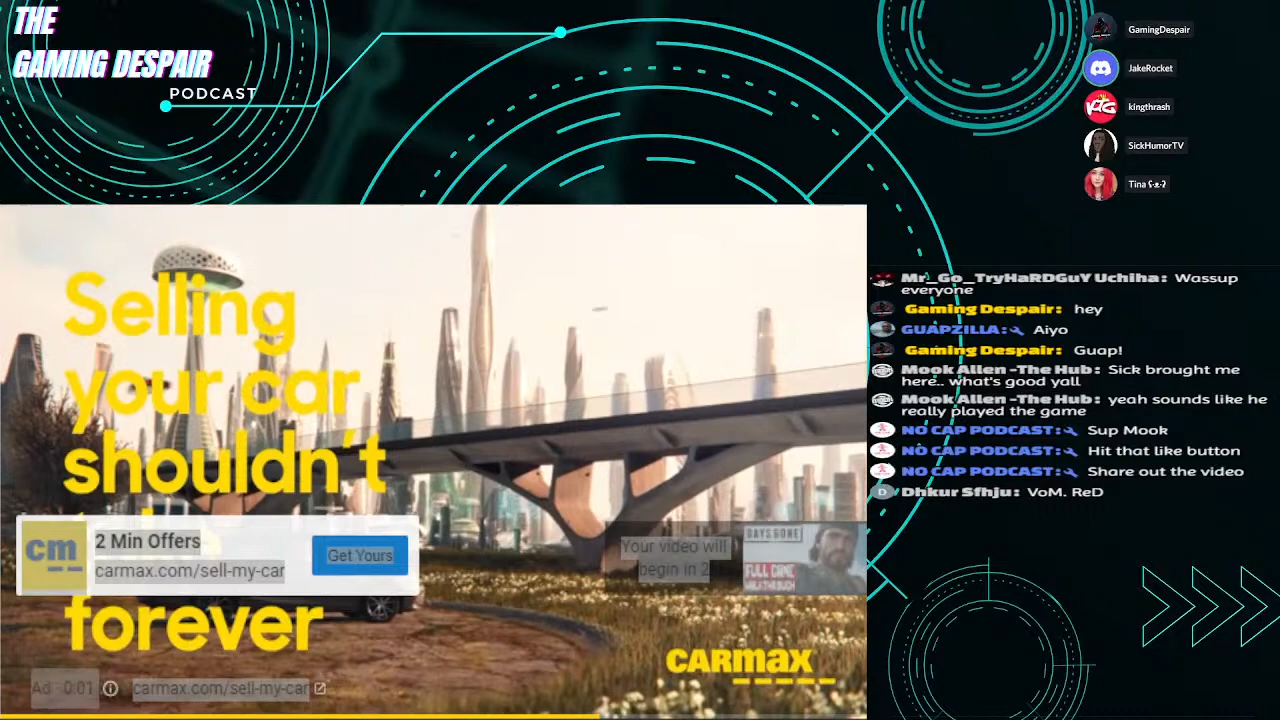 THE
GAMING DESPAIR
PODCAST
GamingDespair
JakeRocket
kingthrash
SickHumorTV
Tina ʕ·ᴥ·ʔ
Mr_Go_TryHaRDGuY Uchiha: Wassup
everyone
Gaming Despair: hey
GUAPZILLA: Aiyo
Gaming Despair: Guap!
Mook Allen -The Hub: Sick brought me
here.. what's good yall
Mook Allen -The Hub: yeah sounds like he
really played the game
NO CAP PODCAST: Sup Mook
NO CAP PODCAST: Hit that like button
NO CAP PODCAST: Share out the video
D Dhkur Sfhju: VoM. ReD
Selling
your car
shouldn't
forever
cm
2 Min Offers
carmax.com/sell-my-car
Get Yours
Your video will
begin in 2
DAYS GONE
FULL GAME
WALKTHROUGH
CARmax
Ad · 0:01
carmax.com/sell-my-car